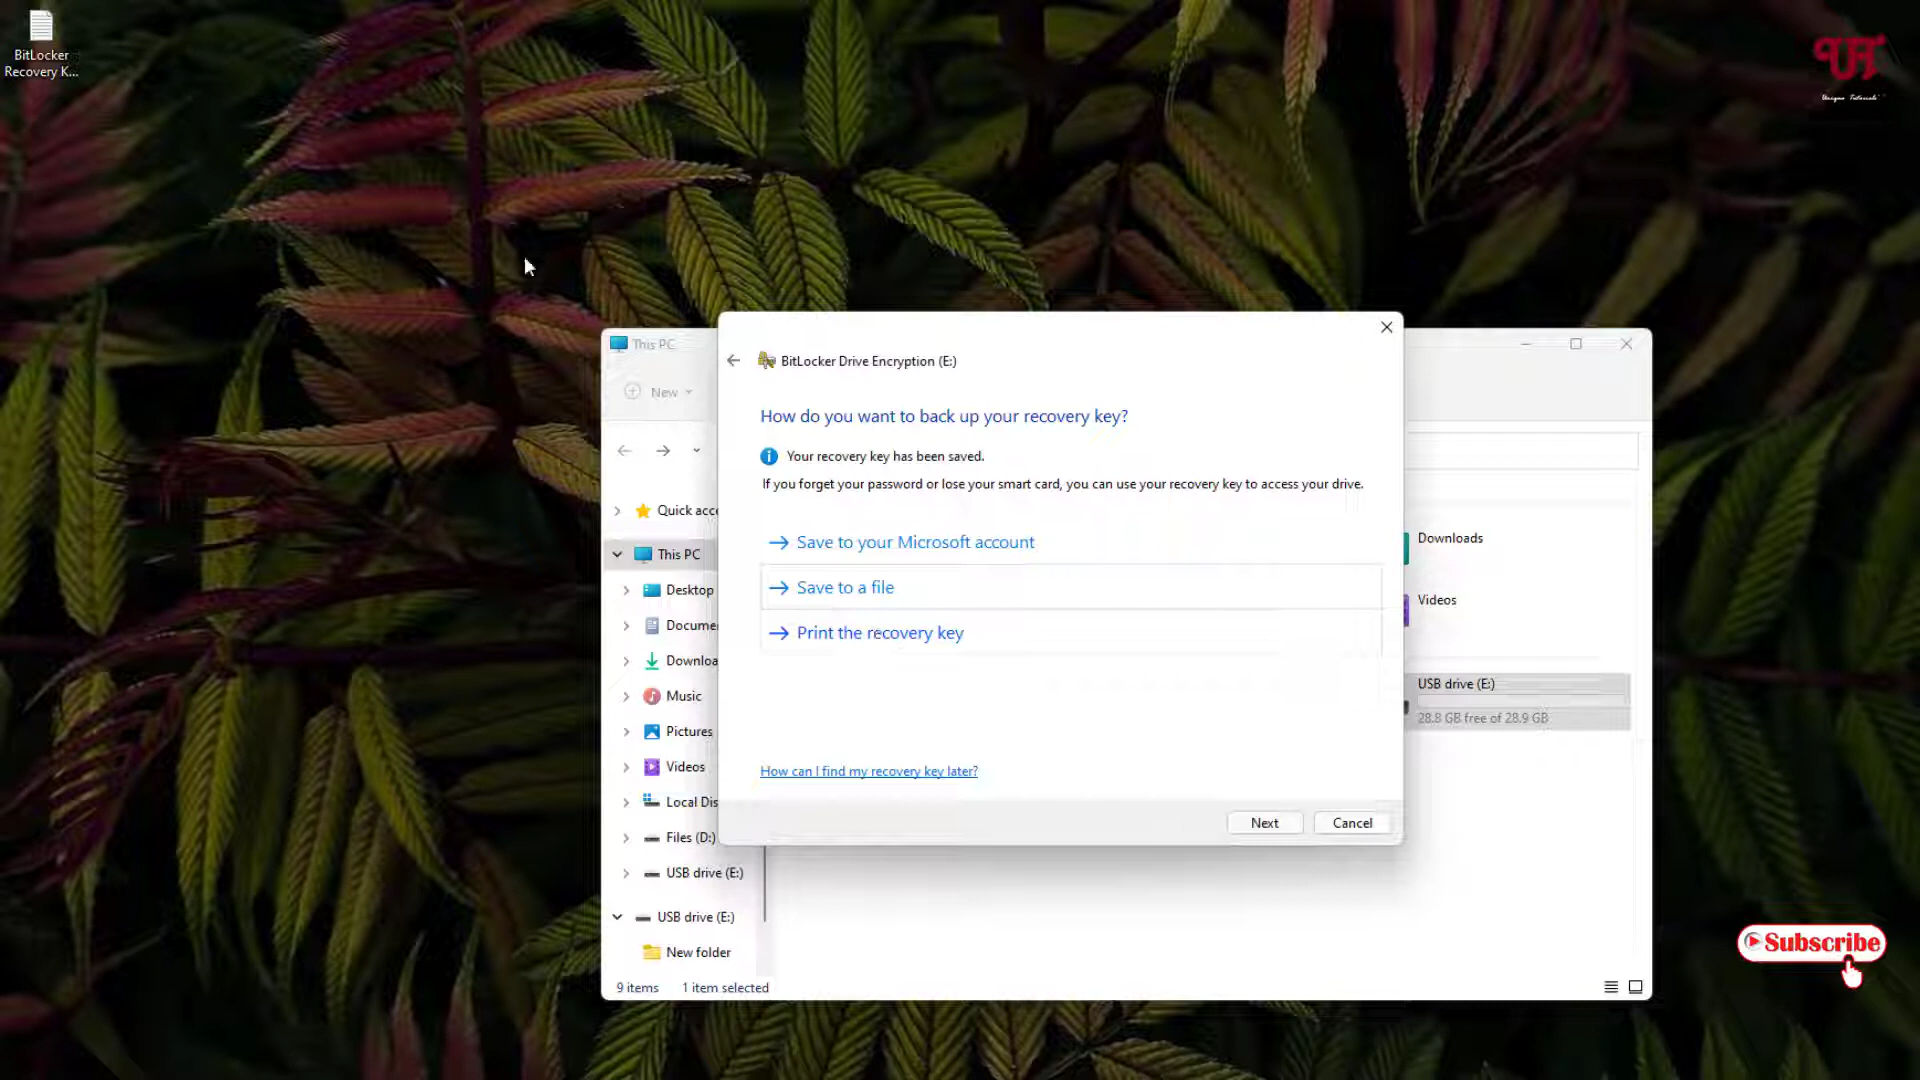 BitLocker
Recovery K...
UT
Unique Tutorials
This PC
New
BitLocker Drive Encryption (E:)
How do you want to back up your recovery key?
Your recovery key has been saved.
If you forget your password or lose your smart card, you can use your recovery key to access your drive.
Save to your Microsoft account
Save to a file
Print the recovery key
How can I find my recovery key later?
Next
Cancel
Quick acce
This PC
Desktop
Docume
Downloa
Music
Pictures
Videos
Local Dis
Files (D:)
USB drive (E:)
USB drive (E:)
New folder
9 items
1 item selected
Downloads
Videos
USB drive (E:)
28.8 GB free of 28.9 GB
Subscribe